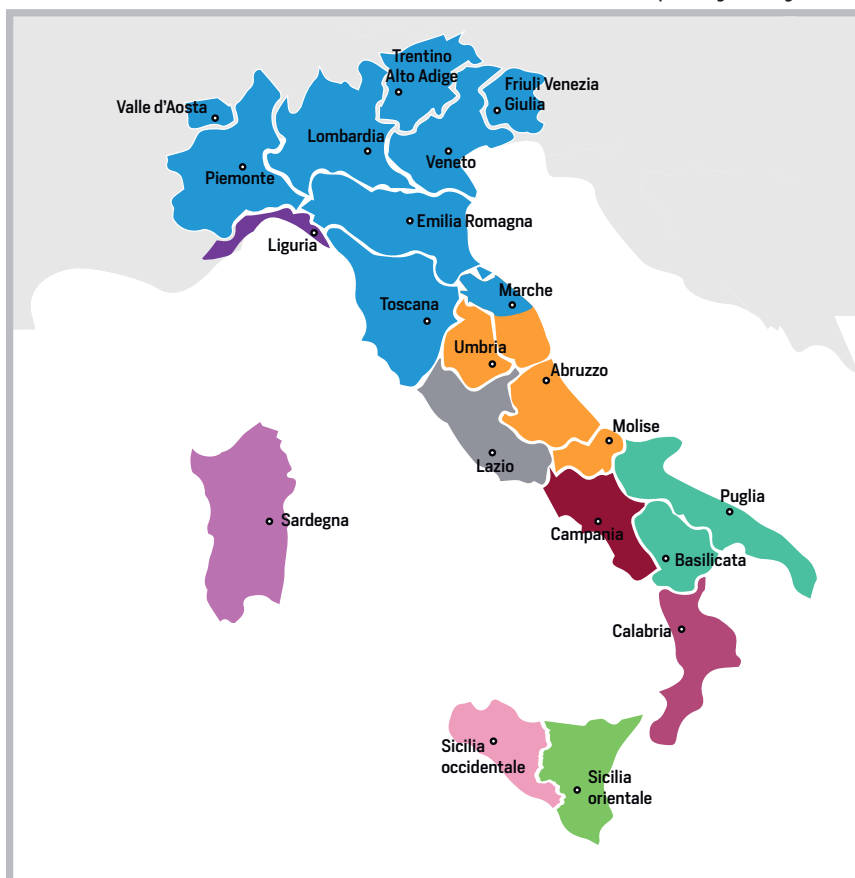 Trentino
Alto Adige
Friuli Venezia
Giulia
Valle d'Aosta
Lombardia
Veneto
Piemonte
Emilia Romagna
Liguria
Marche
Toscana
Umbria
Abruzzo
Molise
Lazio
Puglia
Sardegna
Campania
Basilicata
Calabria
Sicilia
occidentale
Sicilia
orientale